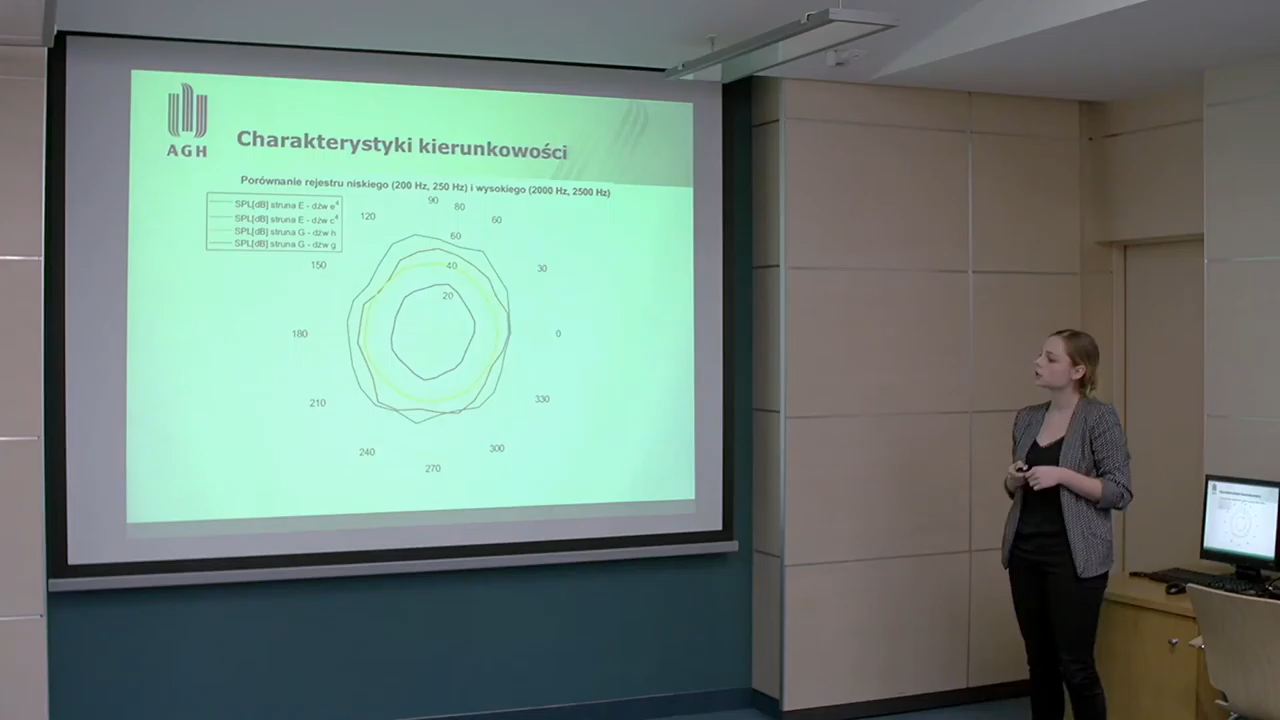 AGH
Charakterystyki kierunkowości
Porównanie rejestru niskiego (200 Hz, 250 Hz) i wysokiego (2000 Hz, 2500 Hz)
SPL[dB] struna E - dźw e⁴
SPL[dB] struna E - dźw c⁴
SPL[dB] struna G - dźw h
SPL[dB] struna G - dźw g
90
80
120
60
60
150
40
30
20
180
0
210
330
240
300
270